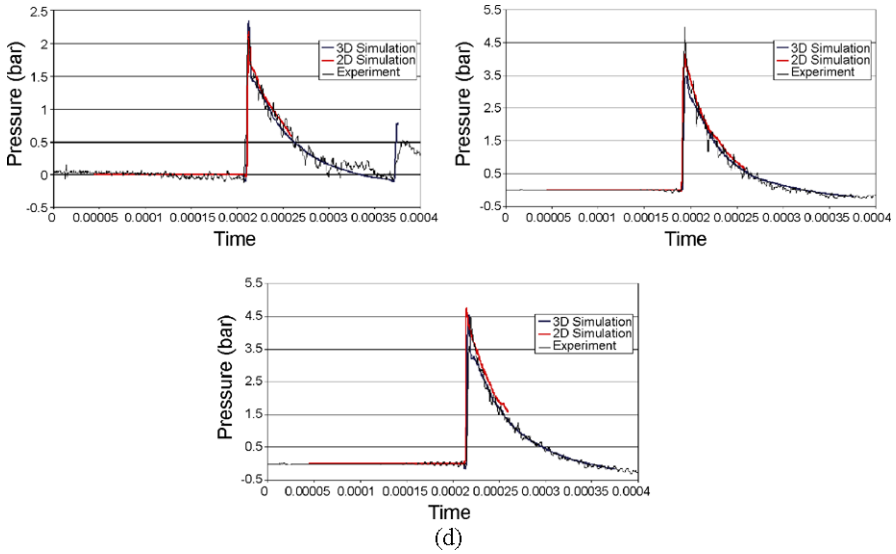 2.5
2
1.5
1
0.5
0
-0.5
Pressure (bar)
3D Simulation
2D Simulation
Experiment
0 0.00005 0.0001 0.00015 0.0002 0.00025 0.0003 0.00035 0.0004
Time
5.5
4.5
3.5
2.5
1.5
0.5
-0.5
Pressure (bar)
3D Simulation
2D Simulation
Experiment
0 0.00005 0.0001 0.00015 0.0002 0.00025 0.0003 0.00035 0.0004
Time
5.5
4.5
3.5
2.5
1.5
0.5
-0.5
Pressure (bar)
3D Simulation
2D Simulation
Experiment
0 0.00005 0.0001 0.00015 0.0002 0.00025 0.0003 0.00035 0.0004
Time
(d)